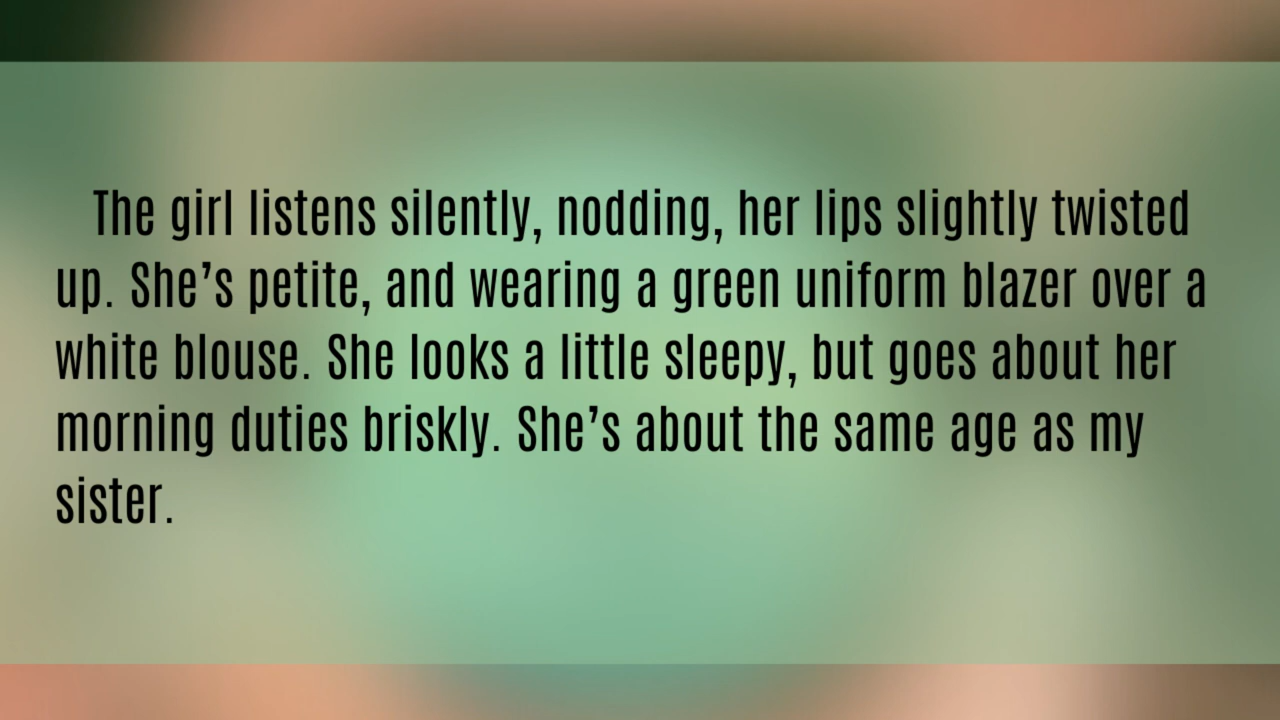 The girl listens silently, nodding, her lips slightly twisted
up. She’s petite, and wearing a green uniform blazer over a
white blouse. She looks a little sleepy, but goes about her
morning duties briskly. She’s about the same age as my
sister.